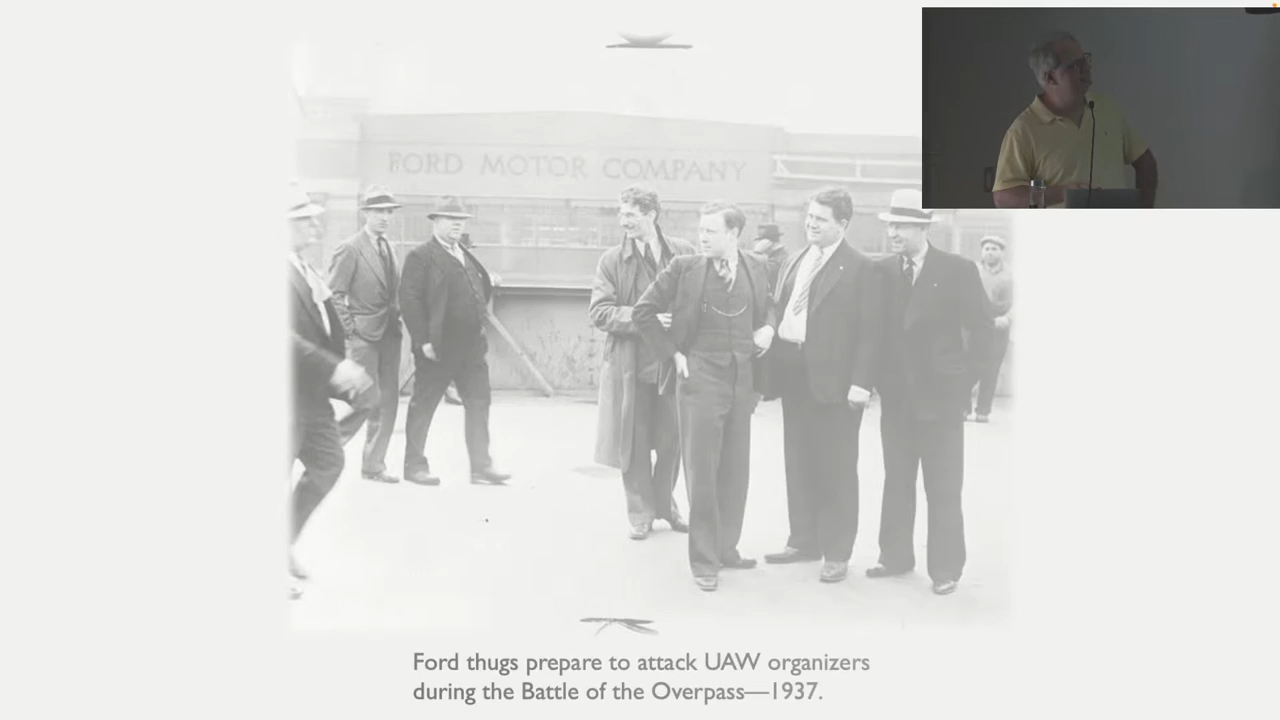 FORD MOTOR COMPANY
Ford thugs prepare to attack UAW organizers
during the Battle of the Overpass—1937.